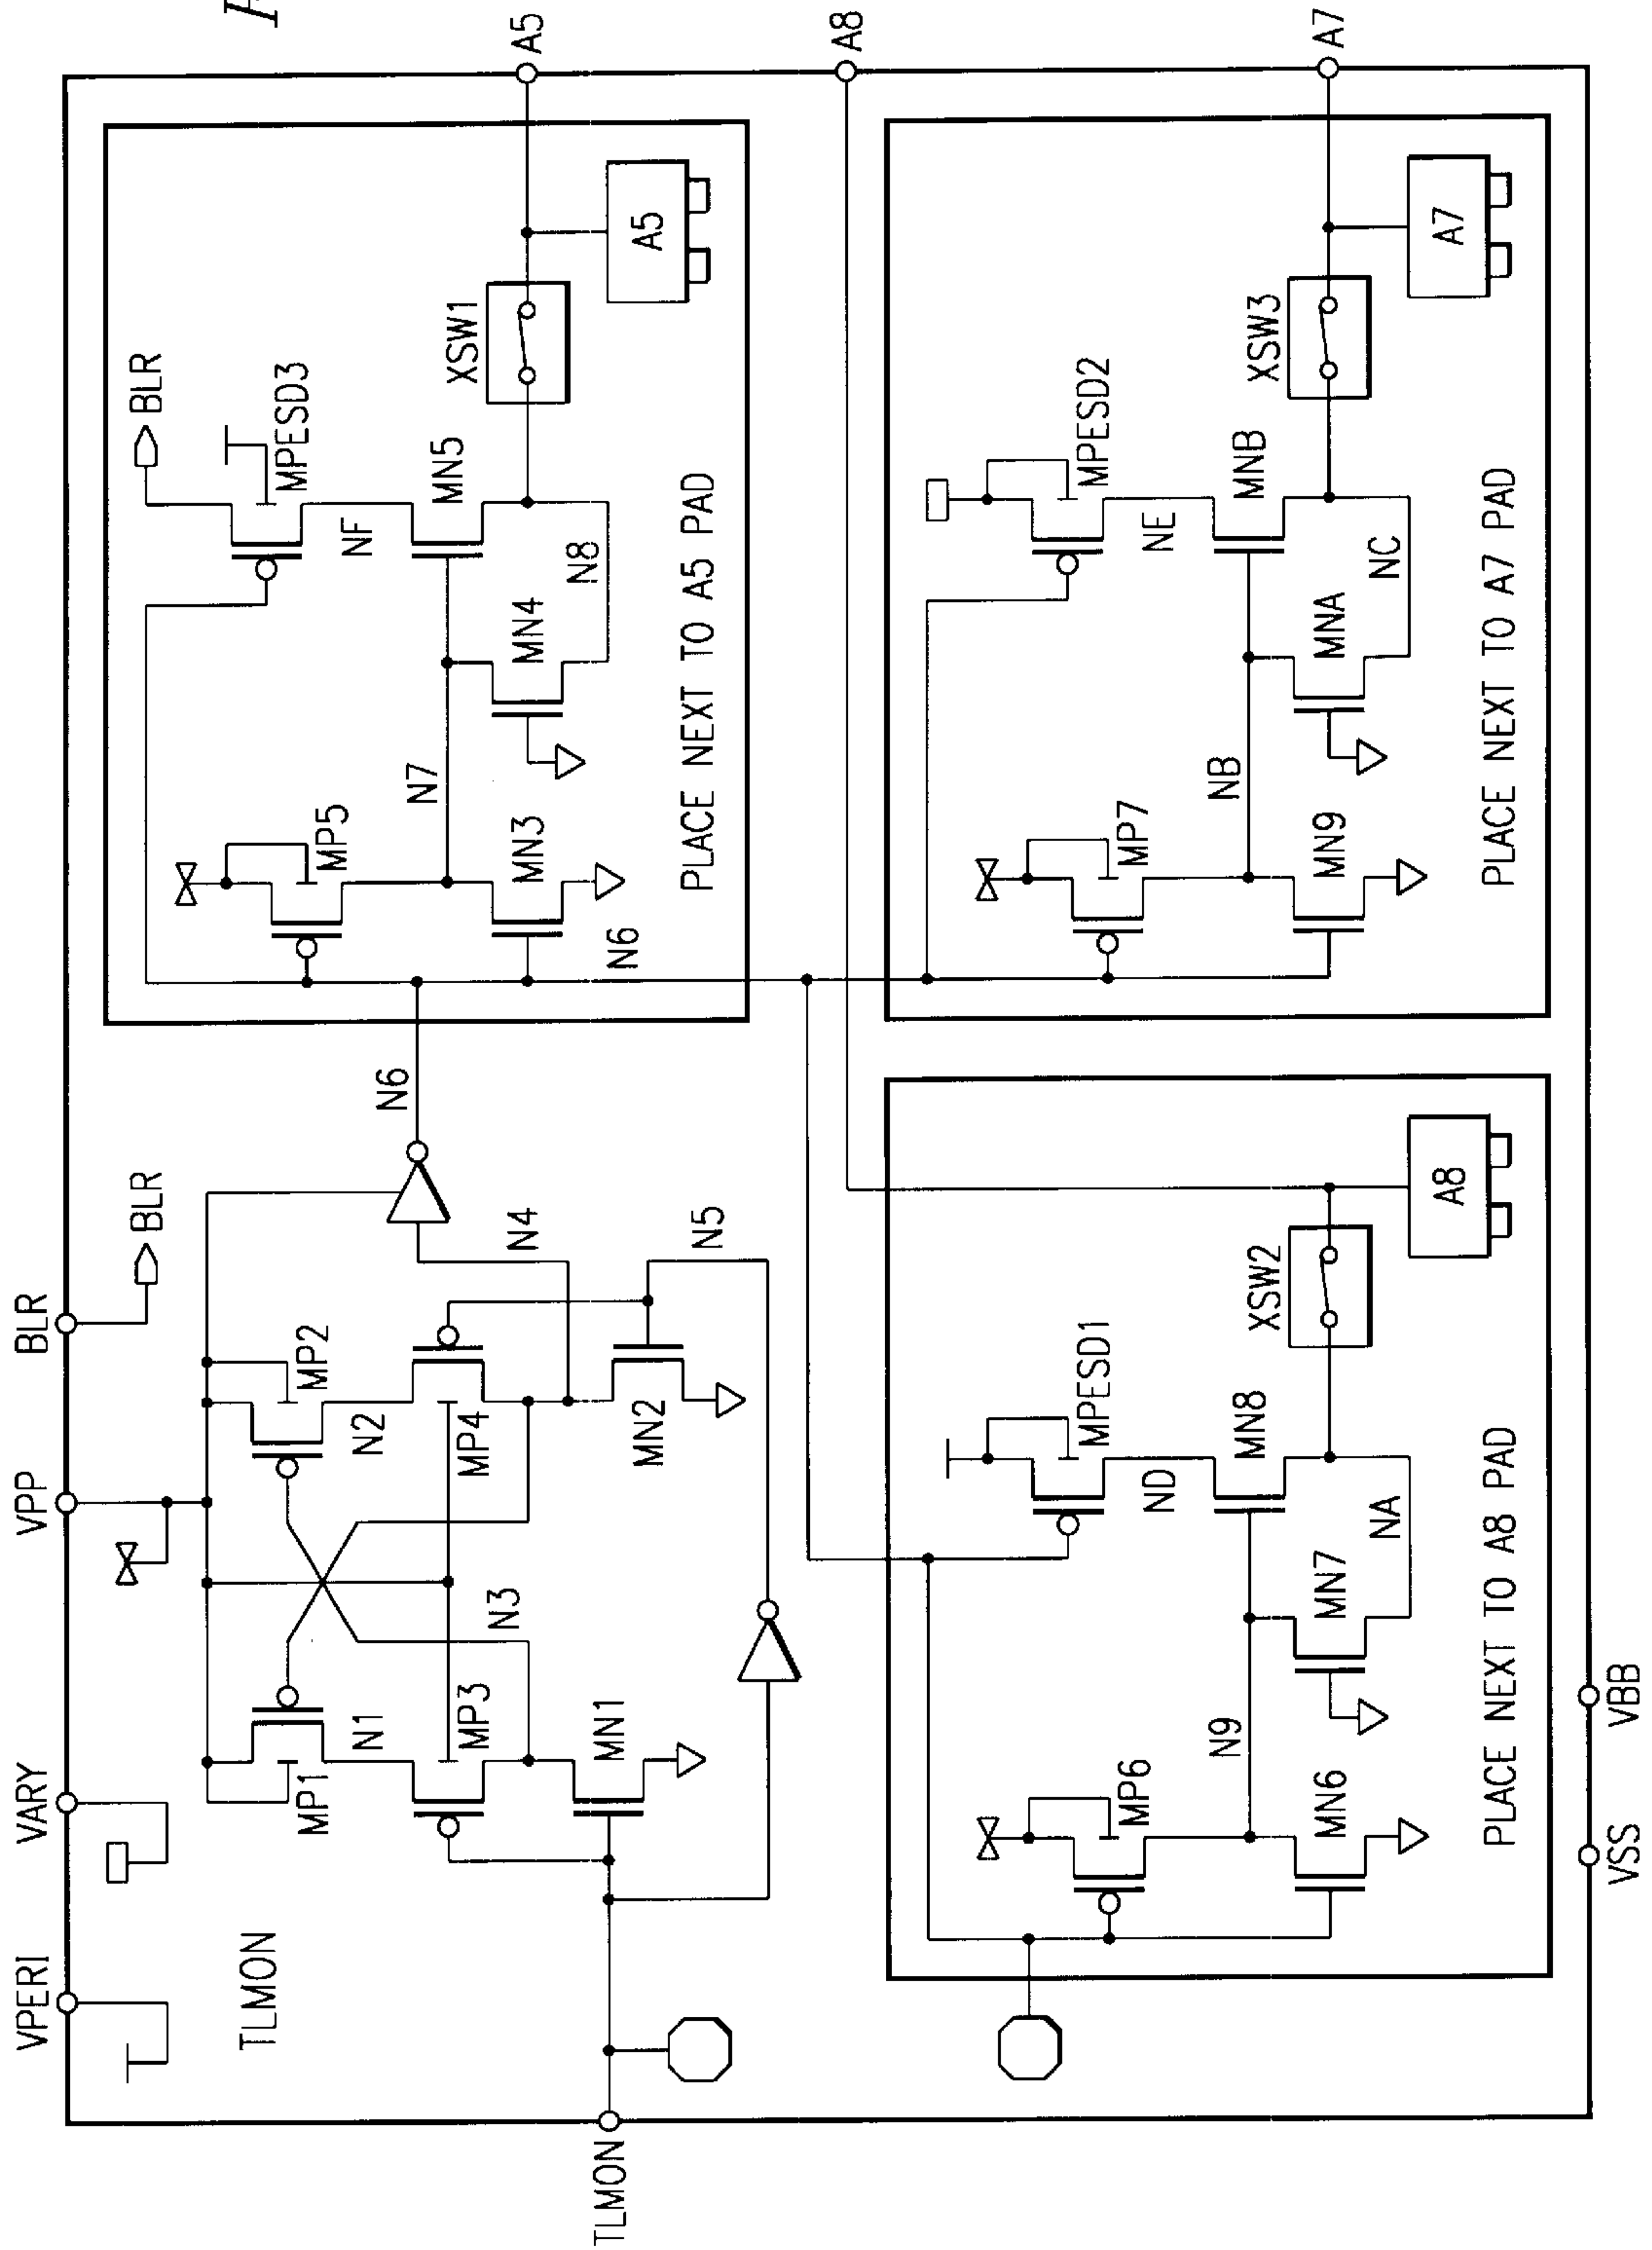 F
VPERI
VARY
VPP
BLR
BLR
TLMON
TLMON
MP1
N1
MP2
N2
MP3
N3
MP4
N4
MN1
MN2
N5
N6
BLR
MPESD3
NF
MP5
N7
MN5
XSW1
MN3
MN4
N8
N6
A5
PLACE NEXT TO A5 PAD
A5
A8
MPESD1
ND
MP6
N9
MN8
XSW2
MN6
MN7
NA
A8
PLACE NEXT TO A8 PAD
MPESD2
NE
MP7
NB
MNB
XSW3
MN9
MNA
NC
A7
PLACE NEXT TO A7 PAD
A7
VSS
VBB